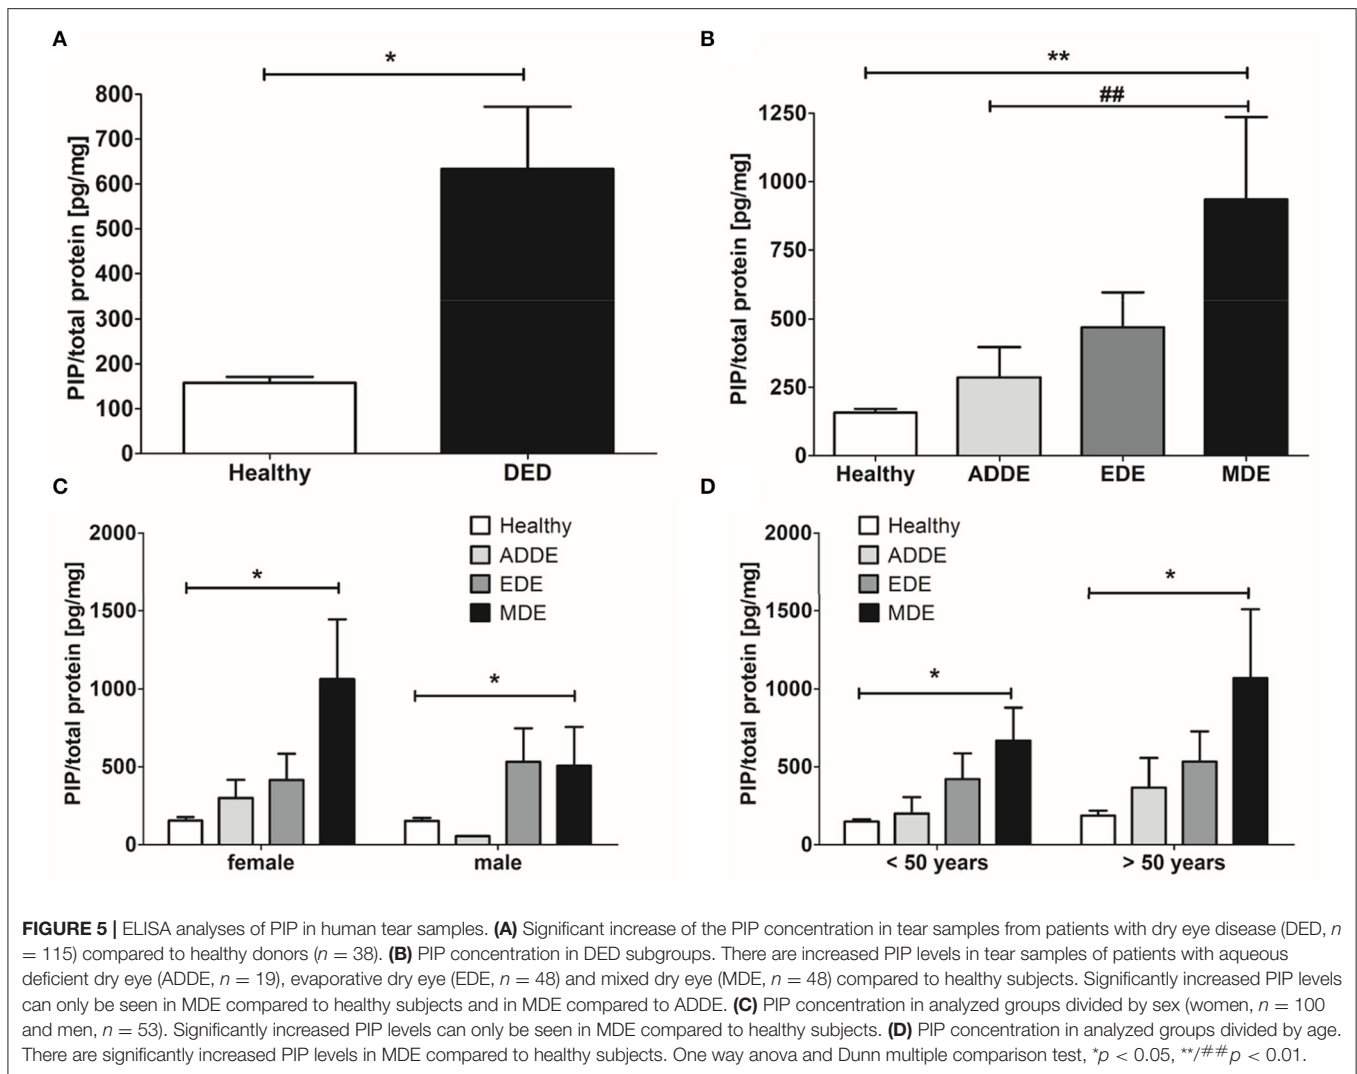 A
*
800
700
600
500
400
300
200
100
0
PIP/total protein [pg/mg]
Healthy
DED
B
**
##
1250
1000
750
500
250
0
PIP/total protein [pg/mg]
Healthy
ADDE
EDE
MDE
C
Healthy
ADDE
EDE
MDE
2000
1500
1000
500
0
PIP/total protein [pg/mg]
*
*
female
male
D
Healthy
ADDE
EDE
MDE
2000
1500
1000
500
0
PIP/total protein [pg/mg]
*
*
< 50 years
> 50 years
FIGURE 5 | ELISA analyses of PIP in human tear samples. (A) Significant increase of the PIP concentration in tear samples from patients with dry eye disease (DED, n
= 115) compared to healthy donors (n = 38). (B) PIP concentration in DED subgroups. There are increased PIP levels in tear samples of patients with aqueous
deficient dry eye (ADDE, n = 19), evaporative dry eye (EDE, n = 48) and mixed dry eye (MDE, n = 48) compared to healthy subjects. Significantly increased PIP levels
can only be seen in MDE compared to healthy subjects and in MDE compared to ADDE. (C) PIP concentration in analyzed groups divided by sex (women, n = 100
and men, n = 53). Significantly increased PIP levels can only be seen in MDE compared to healthy subjects. (D) PIP concentration in analyzed groups divided by age.
There are significantly increased PIP levels in MDE compared to healthy subjects. One way anova and Dunn multiple comparison test, *p < 0.05, **/##p < 0.01.